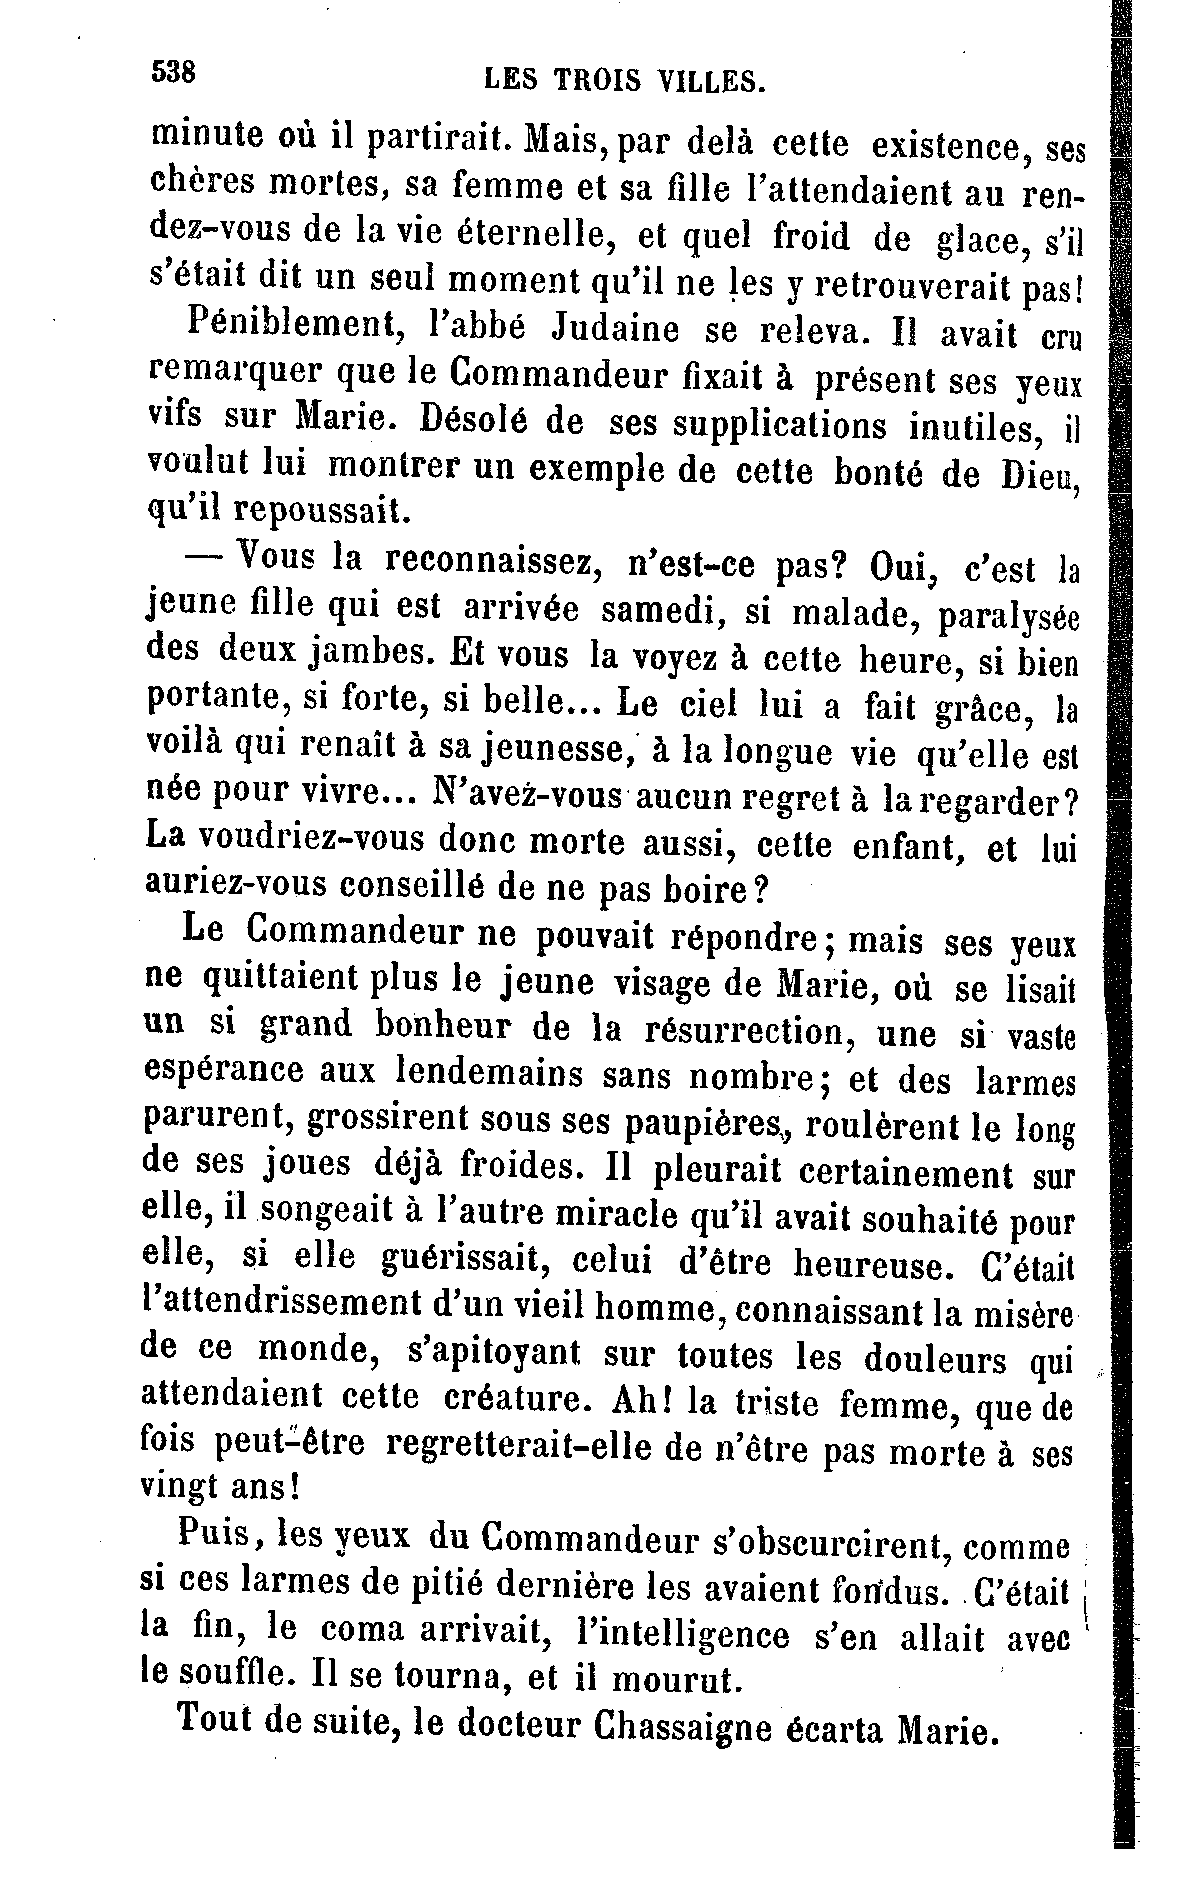 538
LES TROIS VILLES.
minute où il partirait. Mais, par delà cette existence, ses
chères mortes, sa femme et sa fille l'attendaient au ren-
dez-vous de la vie éternelle, et quel froid de glace, s'il
s'était dit un seul moment qu'il ne les y retrouverait pas!
Péniblement, l'abbé Judaine se releva. Il avait cru
remarquer que le Commandeur fixait à présent ses yeux
vifs sur Marie. Désolé de ses supplications inutiles, il
voulut lui montrer un exemple de cette bonté de Dieu,
qu'il repoussait.
— Vous la reconnaissez, n'est-ce pas? Oui, c'est la
jeune fille qui est arrivée samedi, si malade, paralysée
des deux jambes. Et vous la voyez à cette heure, si bien
portante, si forte, si belle... Le ciel lui a fait grâce, la
voilà qui renaît à sa jeunesse, à la longue vie qu'elle est
née pour vivre... N'avez-vous aucun regret à la regarder?
La voudriez-vous donc morte aussi, cette enfant, et lui
auriez-vous conseillé de ne pas boire?
Le Commandeur ne pouvait répondre; mais ses yeux
ne quittaient plus le jeune visage de Marie, où se lisait
un si grand bonheur de la résurrection, une si vaste
espérance aux lendemains sans nombre; et des larmes
parurent, grossirent sous ses paupières, roulèrent le long
de ses joues déjà froides. Il pleurait certainement sur
elle, il songeait à l'autre miracle qu'il avait souhaité pour
elle, si elle guérissait, celui d'être heureuse. C'était
l'attendrissement d'un vieil homme, connaissant la misère
de ce monde, s'apitoyant sur toutes les douleurs qui
attendaient cette créature. Ah! la triste femme, que de
fois peut-être regretterait-elle de n'être pas morte à ses
vingt ans!
Puis, les yeux du Commandeur s'obscurcirent, comme
si ces larmes de pitié dernière les avaient fondus. C'était
la fin, le coma arrivait, l'intelligence s'en allait avec
le souffle. Il se tourna, et il mourut.
Tout de suite, le docteur Chassaigne écarta Marie.